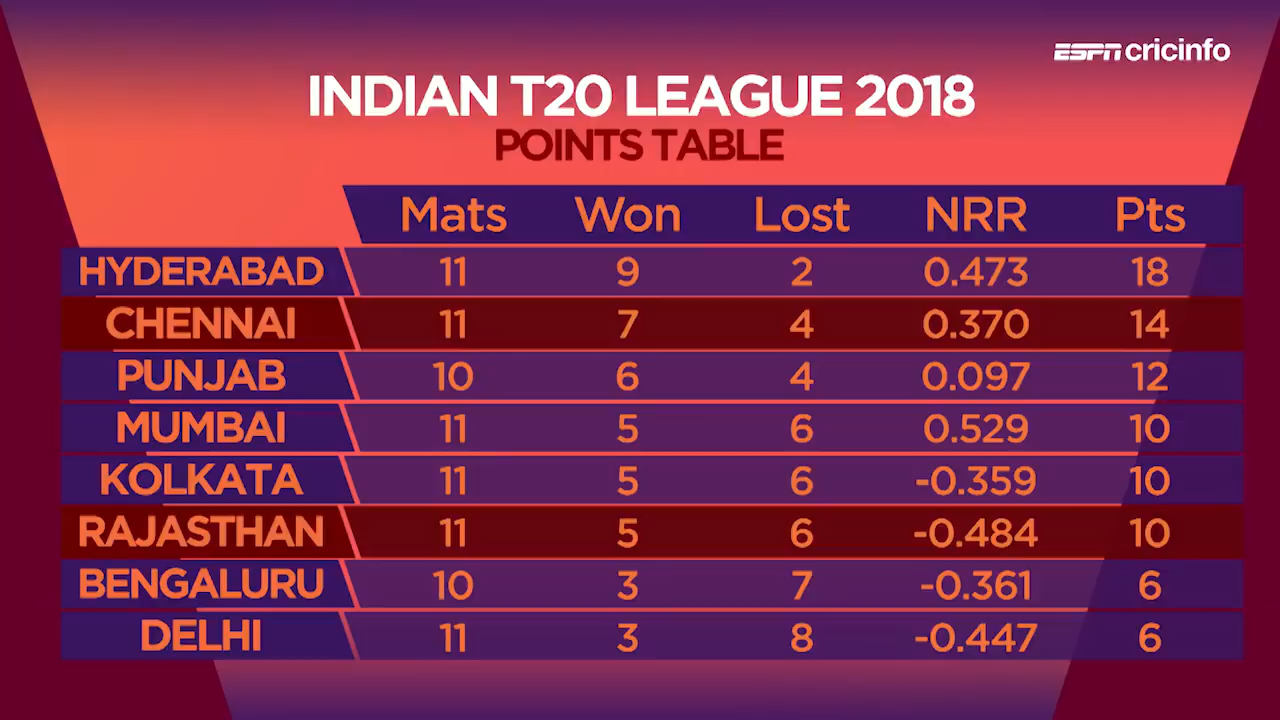 ESPN cricinfo
INDIAN T20 LEAGUE 2018
POINTS TABLE
Mats Won Lost NRR Pts
HYDERABAD 11 9 2 0.473 18
CHENNAI 11 7 4 0.370 14
PUNJAB 10 6 4 0.097 12
MUMBAI 11 5 6 0.529 10
KOLKATA 11 5 6 -0.359 10
RAJASTHAN 11 5 6 -0.484 10
BENGALURU 10 3 7 -0.361 6
DELHI 11 3 8 -0.447 6